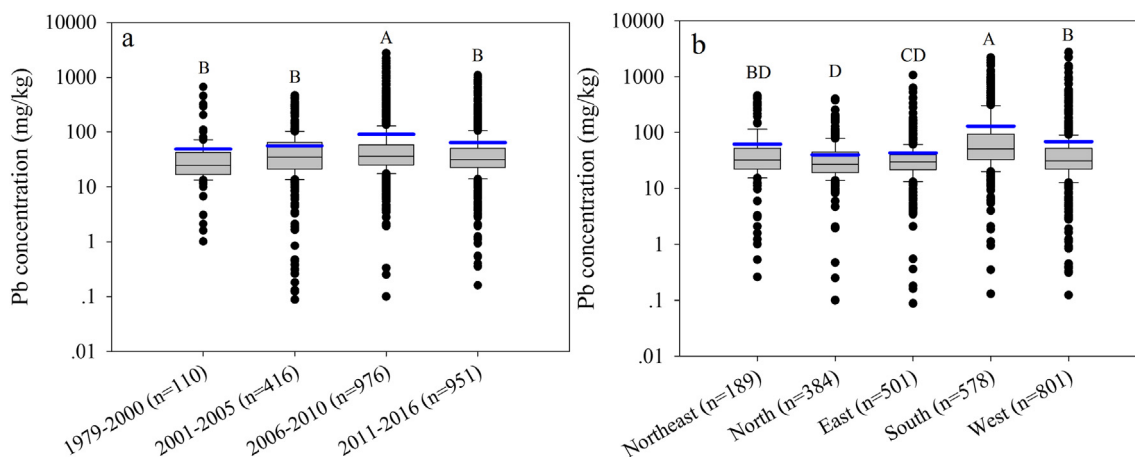 a
Pb concentration (mg/kg)
10000
1000
100
10
1
.1
.01
B
B
A
B
1979-2000 (n=110)
2001-2005 (n=416)
2006-2010 (n=976)
2011-2016 (n=951)
b
Pb concentration (mg/kg)
10000
1000
100
10
1
.1
.01
BD
D
CD
A
B
Northeast (n=189)
North (n=384)
East (n=501)
South (n=578)
West (n=801)